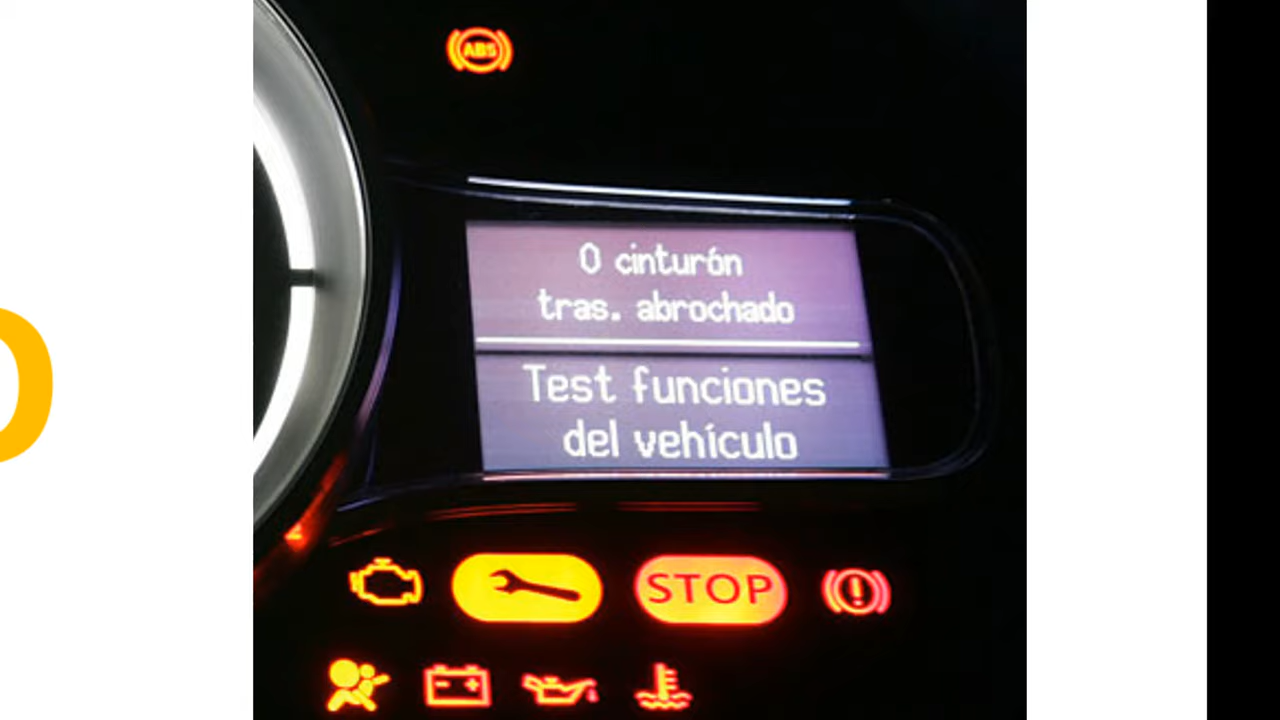 ABS
0 cinturón
tras. abrochado
Test funciones
del vehículo
STOP